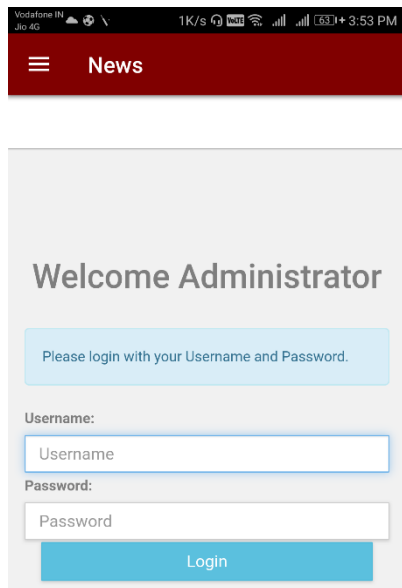 Vodafone IN
Jio 4G
1K/s VoLTE 63 3:53 PM
News
Welcome Administrator
Please login with your Username and Password.
Username:
Username
Password:
Password
Login